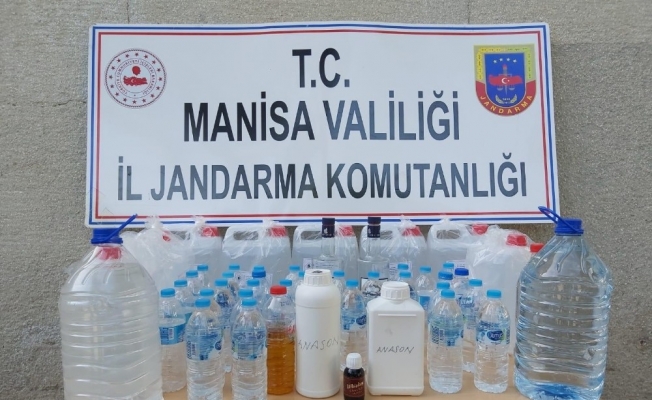 T.C.
MANİSA VALİLİĞİ
İL JANDARMA KOMUTANLIĞI
JANDARMA
ANASON
ANASON